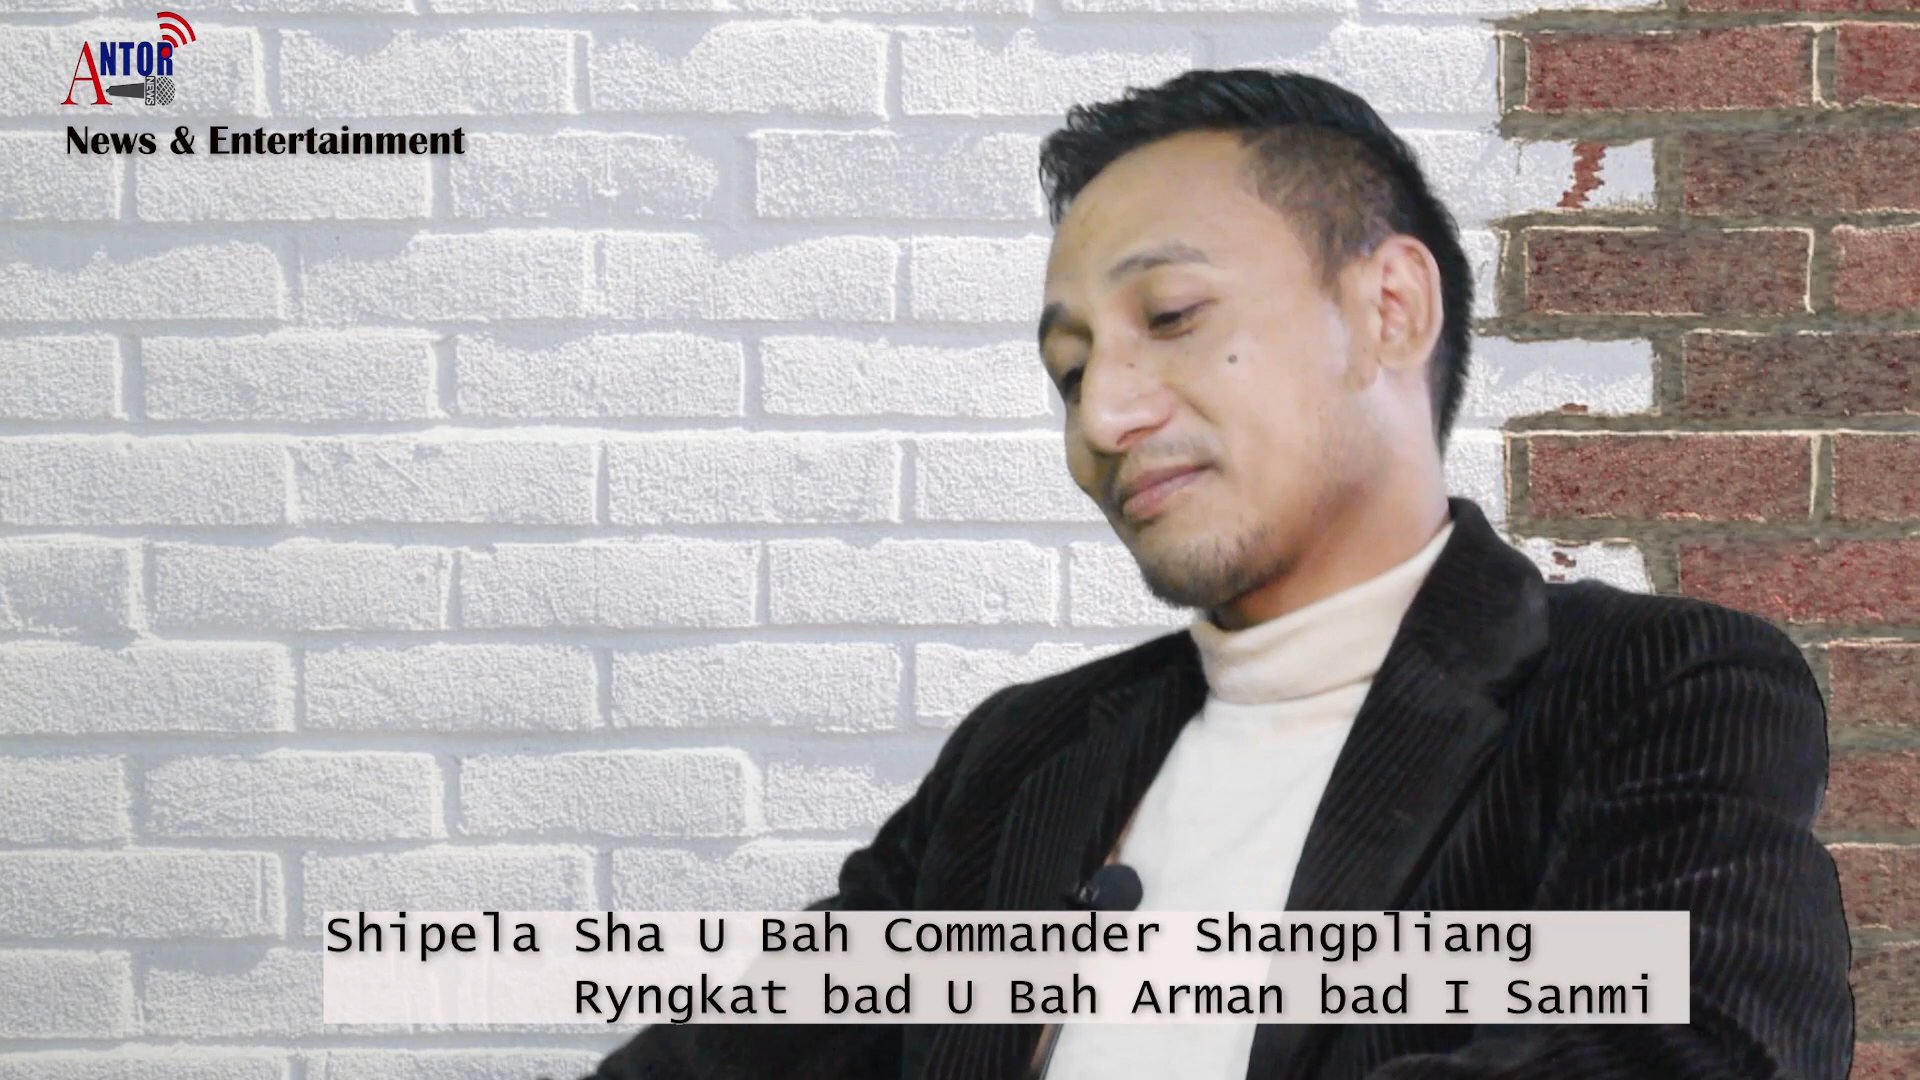 ANTOR
NEWS
News & Entertainment
Shipela Sha U Bah Commander Shangpliang
Ryngkat bad U Bah Arman bad I Sanmi